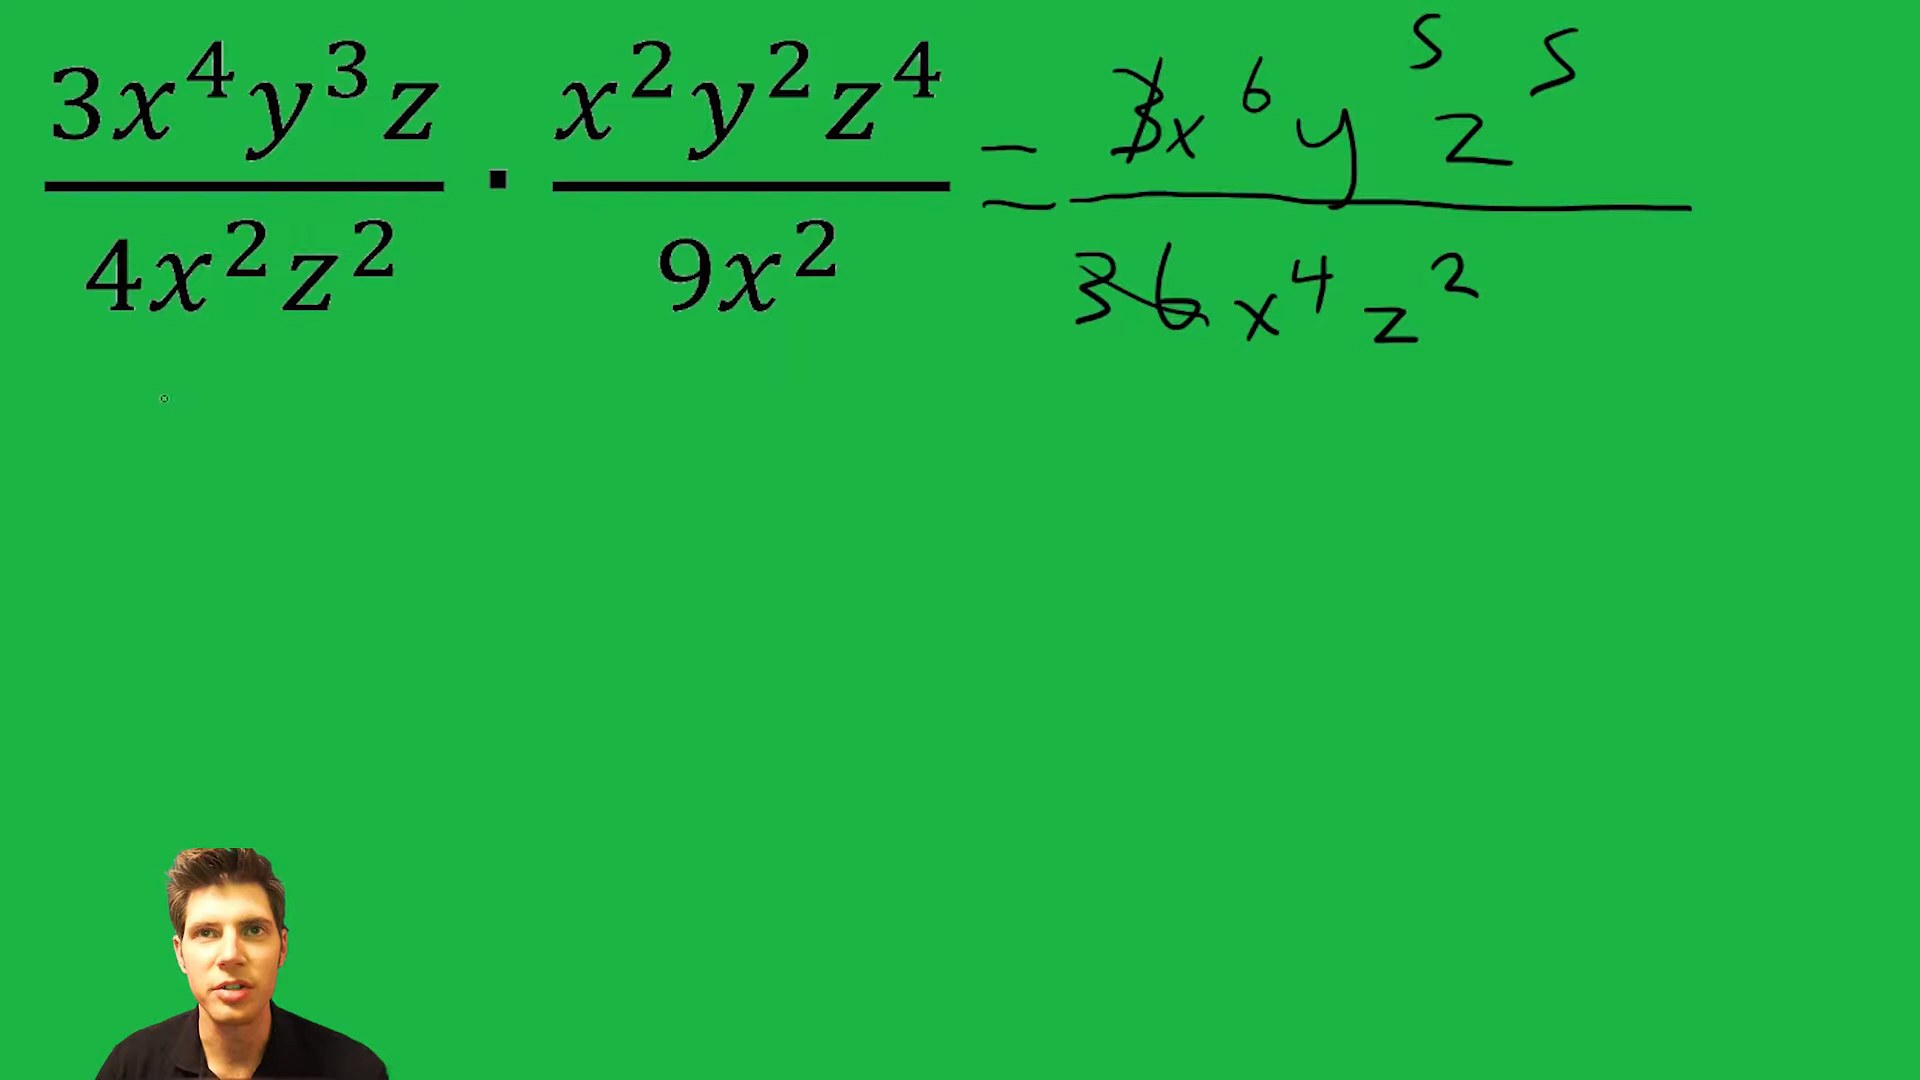 3x⁴y³z / 4x²z² · x²y²z⁴ / 9x² = 3x⁶y⁵z⁵ / 36x⁴z²